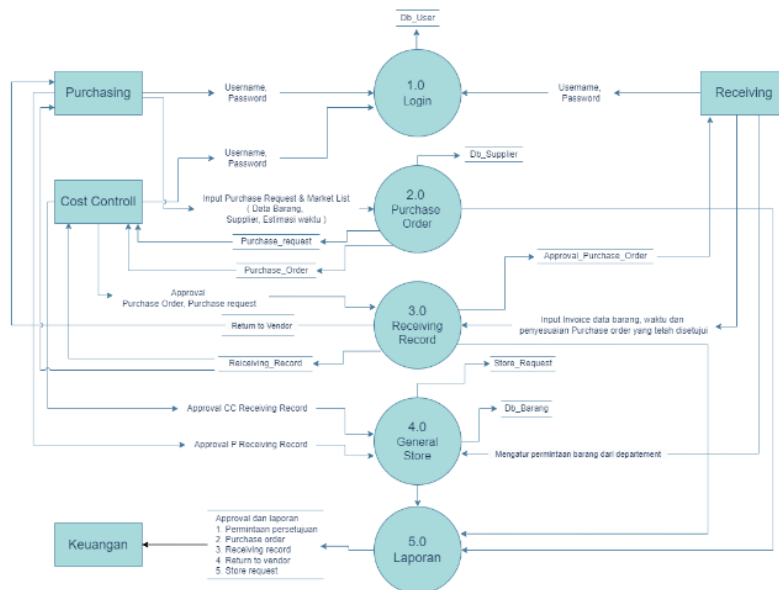 Db_User
Purchasing
Username,
Password
1.0
Login
Username,
Password
Receiving
Username,
Password
Db_Supplier
Cost Controll
Input Purchase Request & Market List
( Data Barang,
Supplier, Estimasi waktu )
2.0
Purchase
Order
Purchase_request
Purchase_Order
Approval_Purchase_Order
Approval
Purchase Order, Purchase request
3.0
Receiving
Record
Return to Vendor
Input Invoice data barang, waktu dan
penyesuaian Purchase order yang telah disetujui
Reiceiving_Record
Store_Request
Approval CC Receiving Record
4.0
General
Store
Db_Barang
Approval P Receiving Record
Mengatur permintaan barang dari departement
Keuangan
Approval dan laporan
1. Permintaan persetujuan
2. Purchase order
3. Receiving record
4. Return to vendor
5. Store request
5.0
Laporan